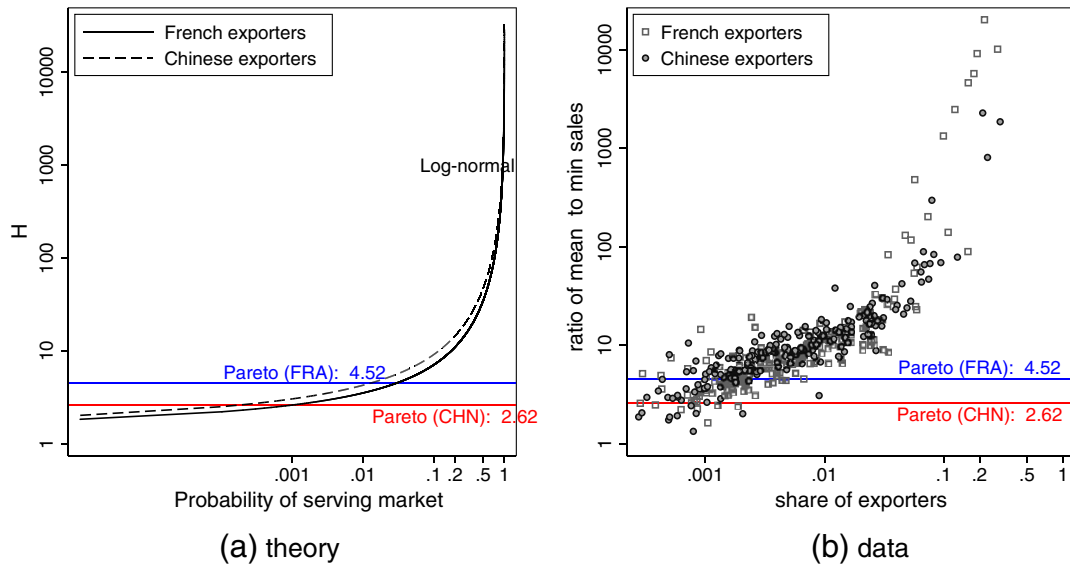 French exporters
Chinese exporters
Log-normal
Pareto (FRA): 4.52
Pareto (CHN): 2.62
H
1
10
100
1000
10000
.001
.01
.1
.2
.5
1
Probability of serving market
(a) theory
French exporters
Chinese exporters
Pareto (FRA): 4.52
Pareto (CHN): 2.62
ratio of mean to min sales
1
10
100
1000
10000
.001
.01
.1
.2
.5
1
share of exporters
(b) data